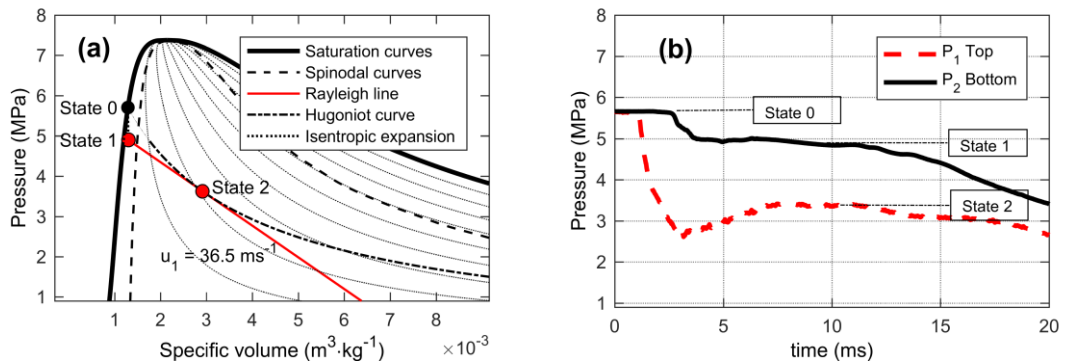 (a)
Pressure (MPa)
8
7
6
5
4
3
2
1
State 0
State 1
State 2
Saturation curves
Spinodal curves
Rayleigh line
Hugoniot curve
Isentropic expansion
u₁ = 36.5 ms⁻¹
1 2 3 4 5 6 7 8 9
Specific volume (m³·kg⁻¹) ×10⁻³
(b)
Pressure (MPa)
8
7
6
5
4
3
2
1
P₁ Top
P₂ Bottom
State 0
State 1
State 2
0 5 10 15 20
time (ms)